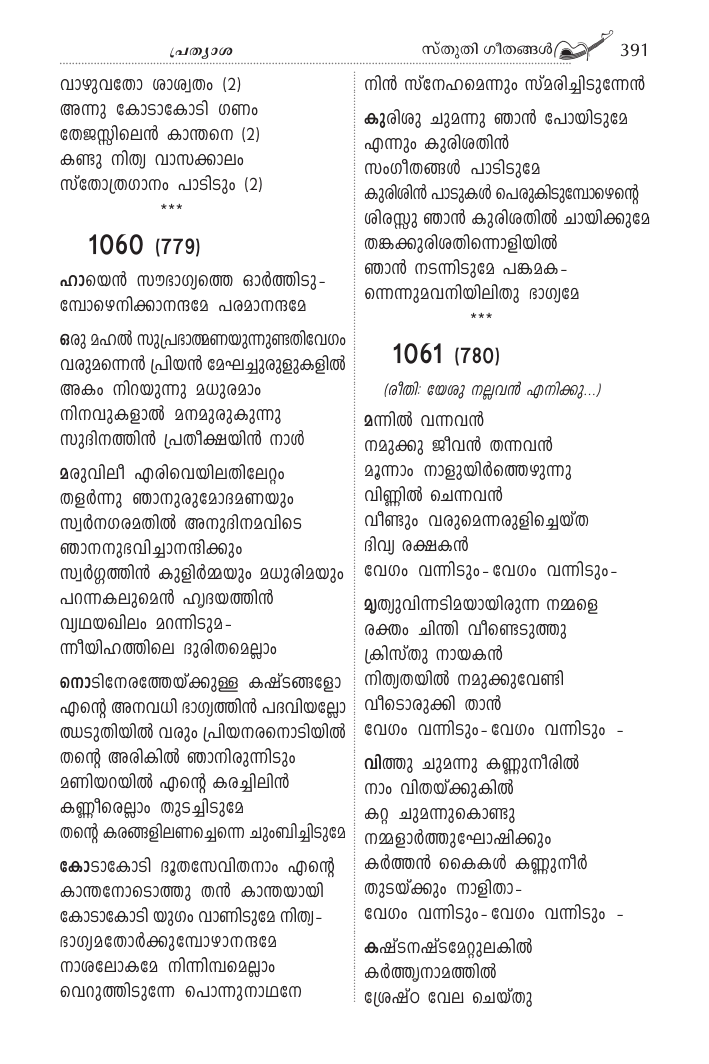 പ്രത്യാശ
സ്തുതി ഗീതങ്ങൾ 391
വാഴുവതോ ശാശ്വതം (2)
അന്നു കോടാകോടി ഗണം
തേജസ്സിലെൻ കാന്തനെ (2)
കണ്ടു നിത്യ വാസക്കാലം
സ്തോത്രഗാനം പാടിടും (2)
***
1060 (779)
ഹായെൻ സൗഭാഗ്യത്തെ ഓർത്തിടു-
മ്പോഴെനിക്കാനന്ദമേ പരമാനന്ദമേ
ഒരു മഹൽ സുപ്രഭാത്മണയുന്നുണ്ടതിവേഗം
വരുമന്നെൻ പ്രിയൻ മേഘച്ചുരുളുകളിൽ
അകം നിറയുന്നു മധുരമാം
നിനവുകളാൽ മനമുരുകുന്നു
സുദിനത്തിൻ പ്രതീക്ഷയിൻ നാൾ
മരുവിലീ എരിവെയിലതിലേറ്റം
തളർന്നു ഞാനുരുമോദമണയും
സ്വർനഗരമതിൽ അനുദിനമവിടെ
ഞാനനുഭവിച്ചാനന്ദിക്കും
സ്വർഗ്ഗത്തിൻ കുളിർമ്മയും മധുരിമയും
പറന്നകലുമെൻ ഹൃദയത്തിൻ
വ്യഥയഖിലം മറന്നിടുമ-
ന്നീയിഹത്തിലെ ദുരിതമെല്ലാം
നൊടിനേരത്തേയ്ക്കുള്ള കഷ്ടങ്ങളോ
എന്റെ അനവധി ഭാഗ്യത്തിൻ പദവിയല്ലോ
ഝടുതിയിൽ വരും പ്രിയനരനൊടിയിൽ
തന്റെ അരികിൽ ഞാനിരുന്നിടും
മണിയറയിൽ എന്റെ കരച്ചിലിൻ
കണ്ണീരെല്ലാം തുടച്ചിടുമേ
തന്റെ കരങ്ങളിലണച്ചെന്നെ ചുംബിച്ചിടുമേ
കോടാകോടി ദൂതസേവിതനാം എന്റെ
കാന്തനോടൊത്തു തൻ കാന്തയായി
കോടാകോടി യുഗം വാണിടുമേ നിത്യ-
ഭാഗ്യമതോർക്കുമ്പോഴാനന്ദമേ
നാശലോകമേ നിന്നിമ്പമെല്ലാം
വെറുത്തിടുന്നേ പൊന്നുനാഥനേ
നിൻ സ്നേഹമെന്നും സ്മരിച്ചിടുന്നേൻ
കുരിശു ചുമന്നു ഞാൻ പോയിടുമേ
എന്നും കുരിശതിൻ
സംഗീതങ്ങൾ പാടിടുമേ
കുരിശിൻ പാടുകൾ പെരുകിടുമ്പോഴെന്റെ
ശിരസ്സു ഞാൻ കുരിശതിൽ ചായിക്കുമേ
തങ്കക്കുരിശതിന്നൊളിയിൽ
ഞാൻ നടന്നിടുമേ പങ്കമക-
ന്നെന്നുമവനിയിലിതു ഭാഗ്യമേ
***
1061 (780)
(രീതി: യേശു നല്ലവൻ എനിക്കു...)
മന്നിൽ വന്നവൻ
നമുക്കു ജീവൻ തന്നവൻ
മൂന്നാം നാളുയിർത്തെഴുന്നു
വിണ്ണിൽ ചെന്നവൻ
വീണ്ടും വരുമെന്നരുളിച്ചെയ്ത
ദിവ്യ രക്ഷകൻ
വേഗം വന്നിടും- വേഗം വന്നിടും-
മൃത്യുവിന്നടിമയായിരുന്ന നമ്മളെ
രക്തം ചിന്തി വീണ്ടെടുത്തു
ക്രിസ്തു നായകൻ
നിത്യതയിൽ നമുക്കുവേണ്ടി
വീടൊരുക്കി താൻ
വേഗം വന്നിടും- വേഗം വന്നിടും -
വിത്തു ചുമന്നു കണ്ണുനീരിൽ
നാം വിതയ്ക്കുകിൽ
കറ്റ ചുമന്നുകൊണ്ടു
നമ്മളാർത്തുഘോഷിക്കും
കർത്തൻ കൈകൾ കണ്ണുനീർ
തുടയ്ക്കും നാളിതാ-
വേഗം വന്നിടും- വേഗം വന്നിടും -
കഷ്ടനഷ്ടമേറ്റുലകിൽ
കർത്തൃനാമത്തിൽ
ശ്രേഷ്ഠ വേല ചെയ്തു